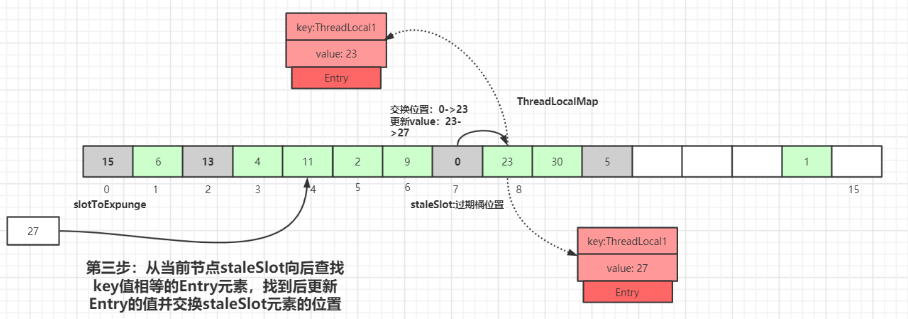 key:ThreadLocal1
value: 23
Entry
交换位置：0->23
更新value：23-
>27
ThreadLocalMap
15 6 13 4 11 2 9 0 23 30 5 1
0 1 2 3 4 5 6 7 8 15
slotToExpunge
staleSlot:过期桶位置
27
key:ThreadLocal1
value: 27
Entry
第三步：从当前节点staleSlot向后查找
key值相等的Entry元素，找到后更新
Entry的值并交换staleSlot元素的位置